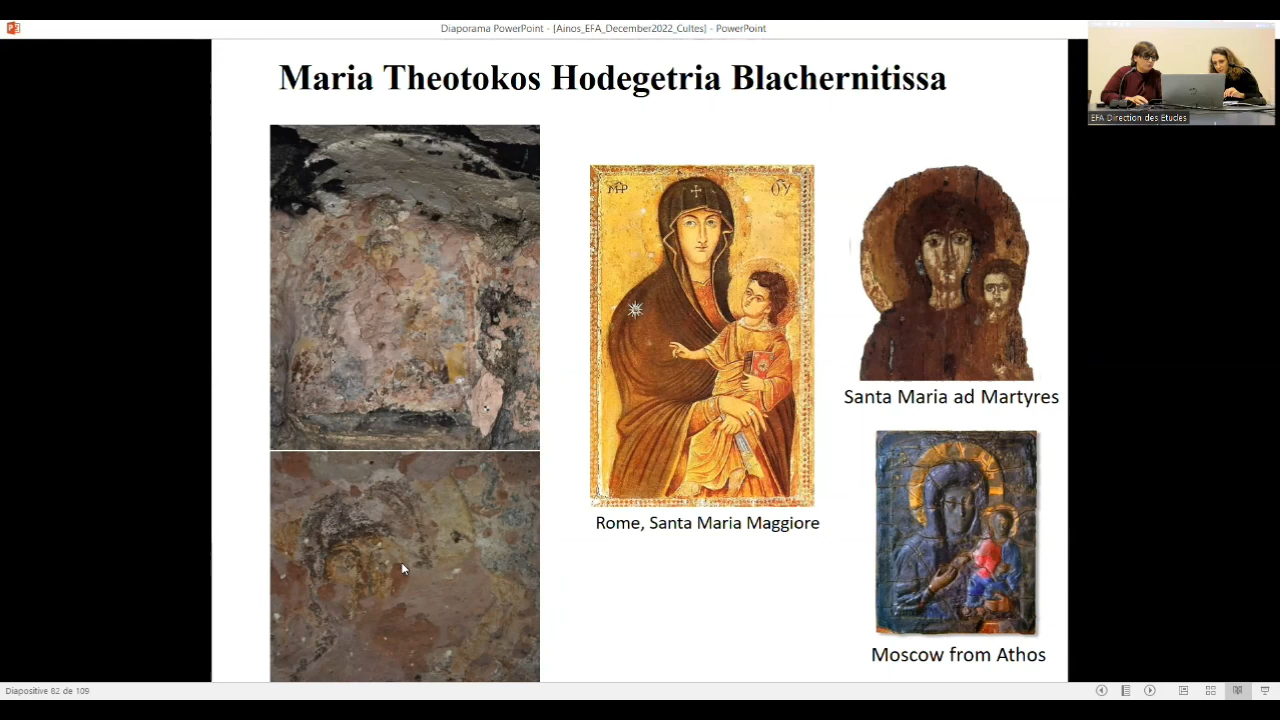 Diaporama PowerPoint - [Ainos_EFA_December2022_Cultes] - PowerPoint
Maria Theotokos Hodegetria Blachernitissa
EFA Direction des Etudes
Santa Maria ad Martyres
Rome, Santa Maria Maggiore
Moscow from Athos
Diapositive 82 de 109